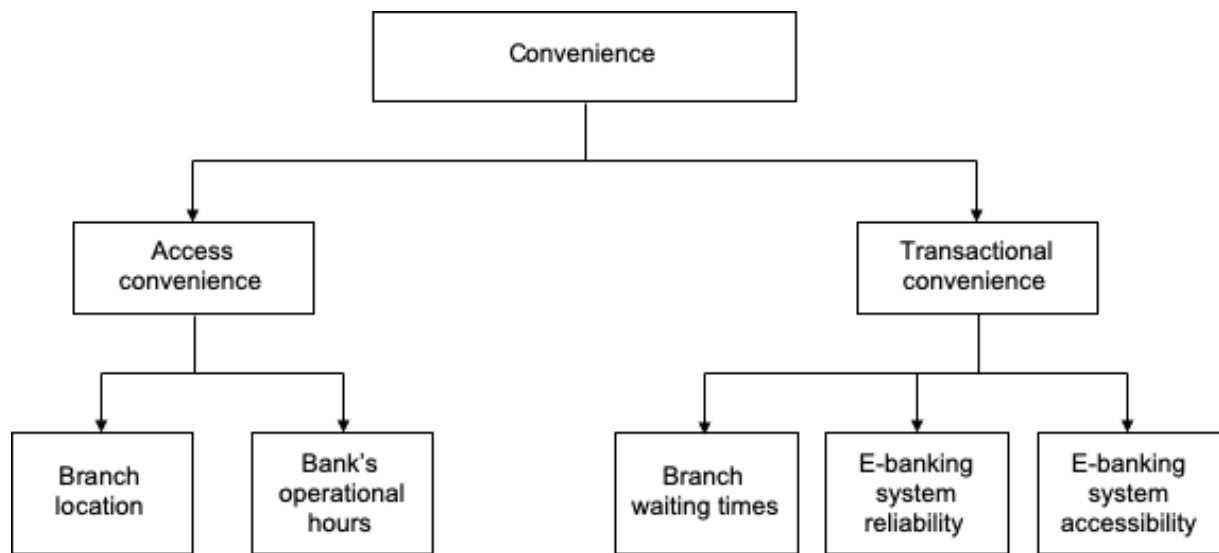 Convenience
Access
convenience
Transactional
convenience
Branch
location
Bank’s
operational
hours
Branch
waiting times
E-banking
system
reliability
E-banking
system
accessibility